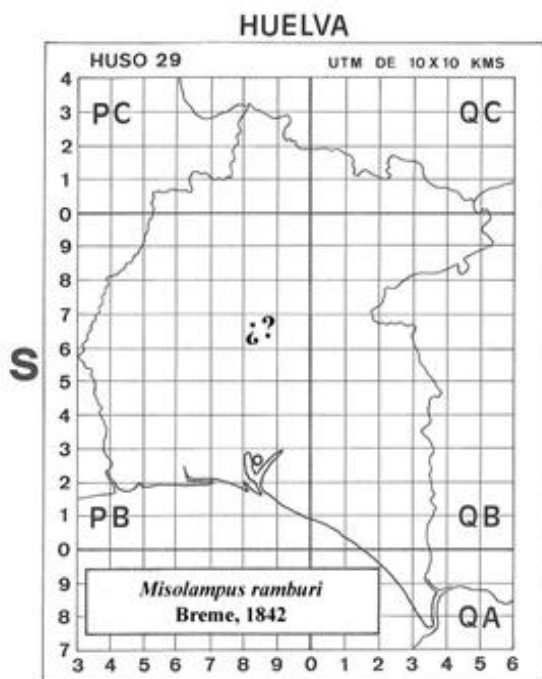 HUELVA
HUSO 29 UTM DE 10 X 10 KMS
4
PC QC
3
2
1
0
9
8
7
¿?
6
S
5
4
3
2
PB QB
1
0
9
Misolampus ramburi
Breme, 1842
8
QA
7
3 4 5 6 7 8 9 0 1 2 3 4 5 6